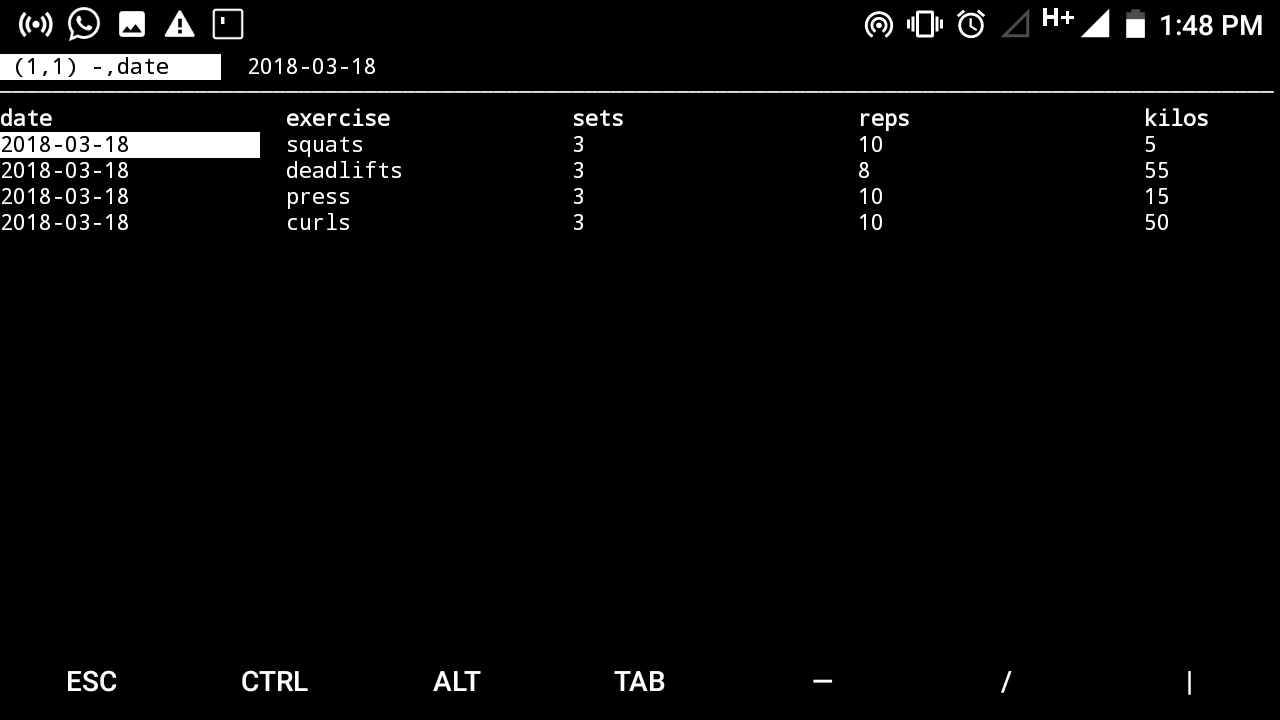 H+ 1:48 PM
(1,1) -,date 2018-03-18
date exercise sets reps kilos
2018-03-18 squats 3 10 5
2018-03-18 deadlifts 3 8 55
2018-03-18 press 3 10 15
2018-03-18 curls 3 10 50
ESC CTRL ALT TAB — / |